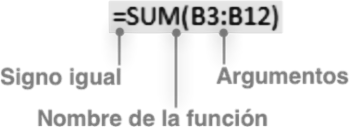 =SUM(B3:B12)
Signo igual
Argumentos
Nombre de la función